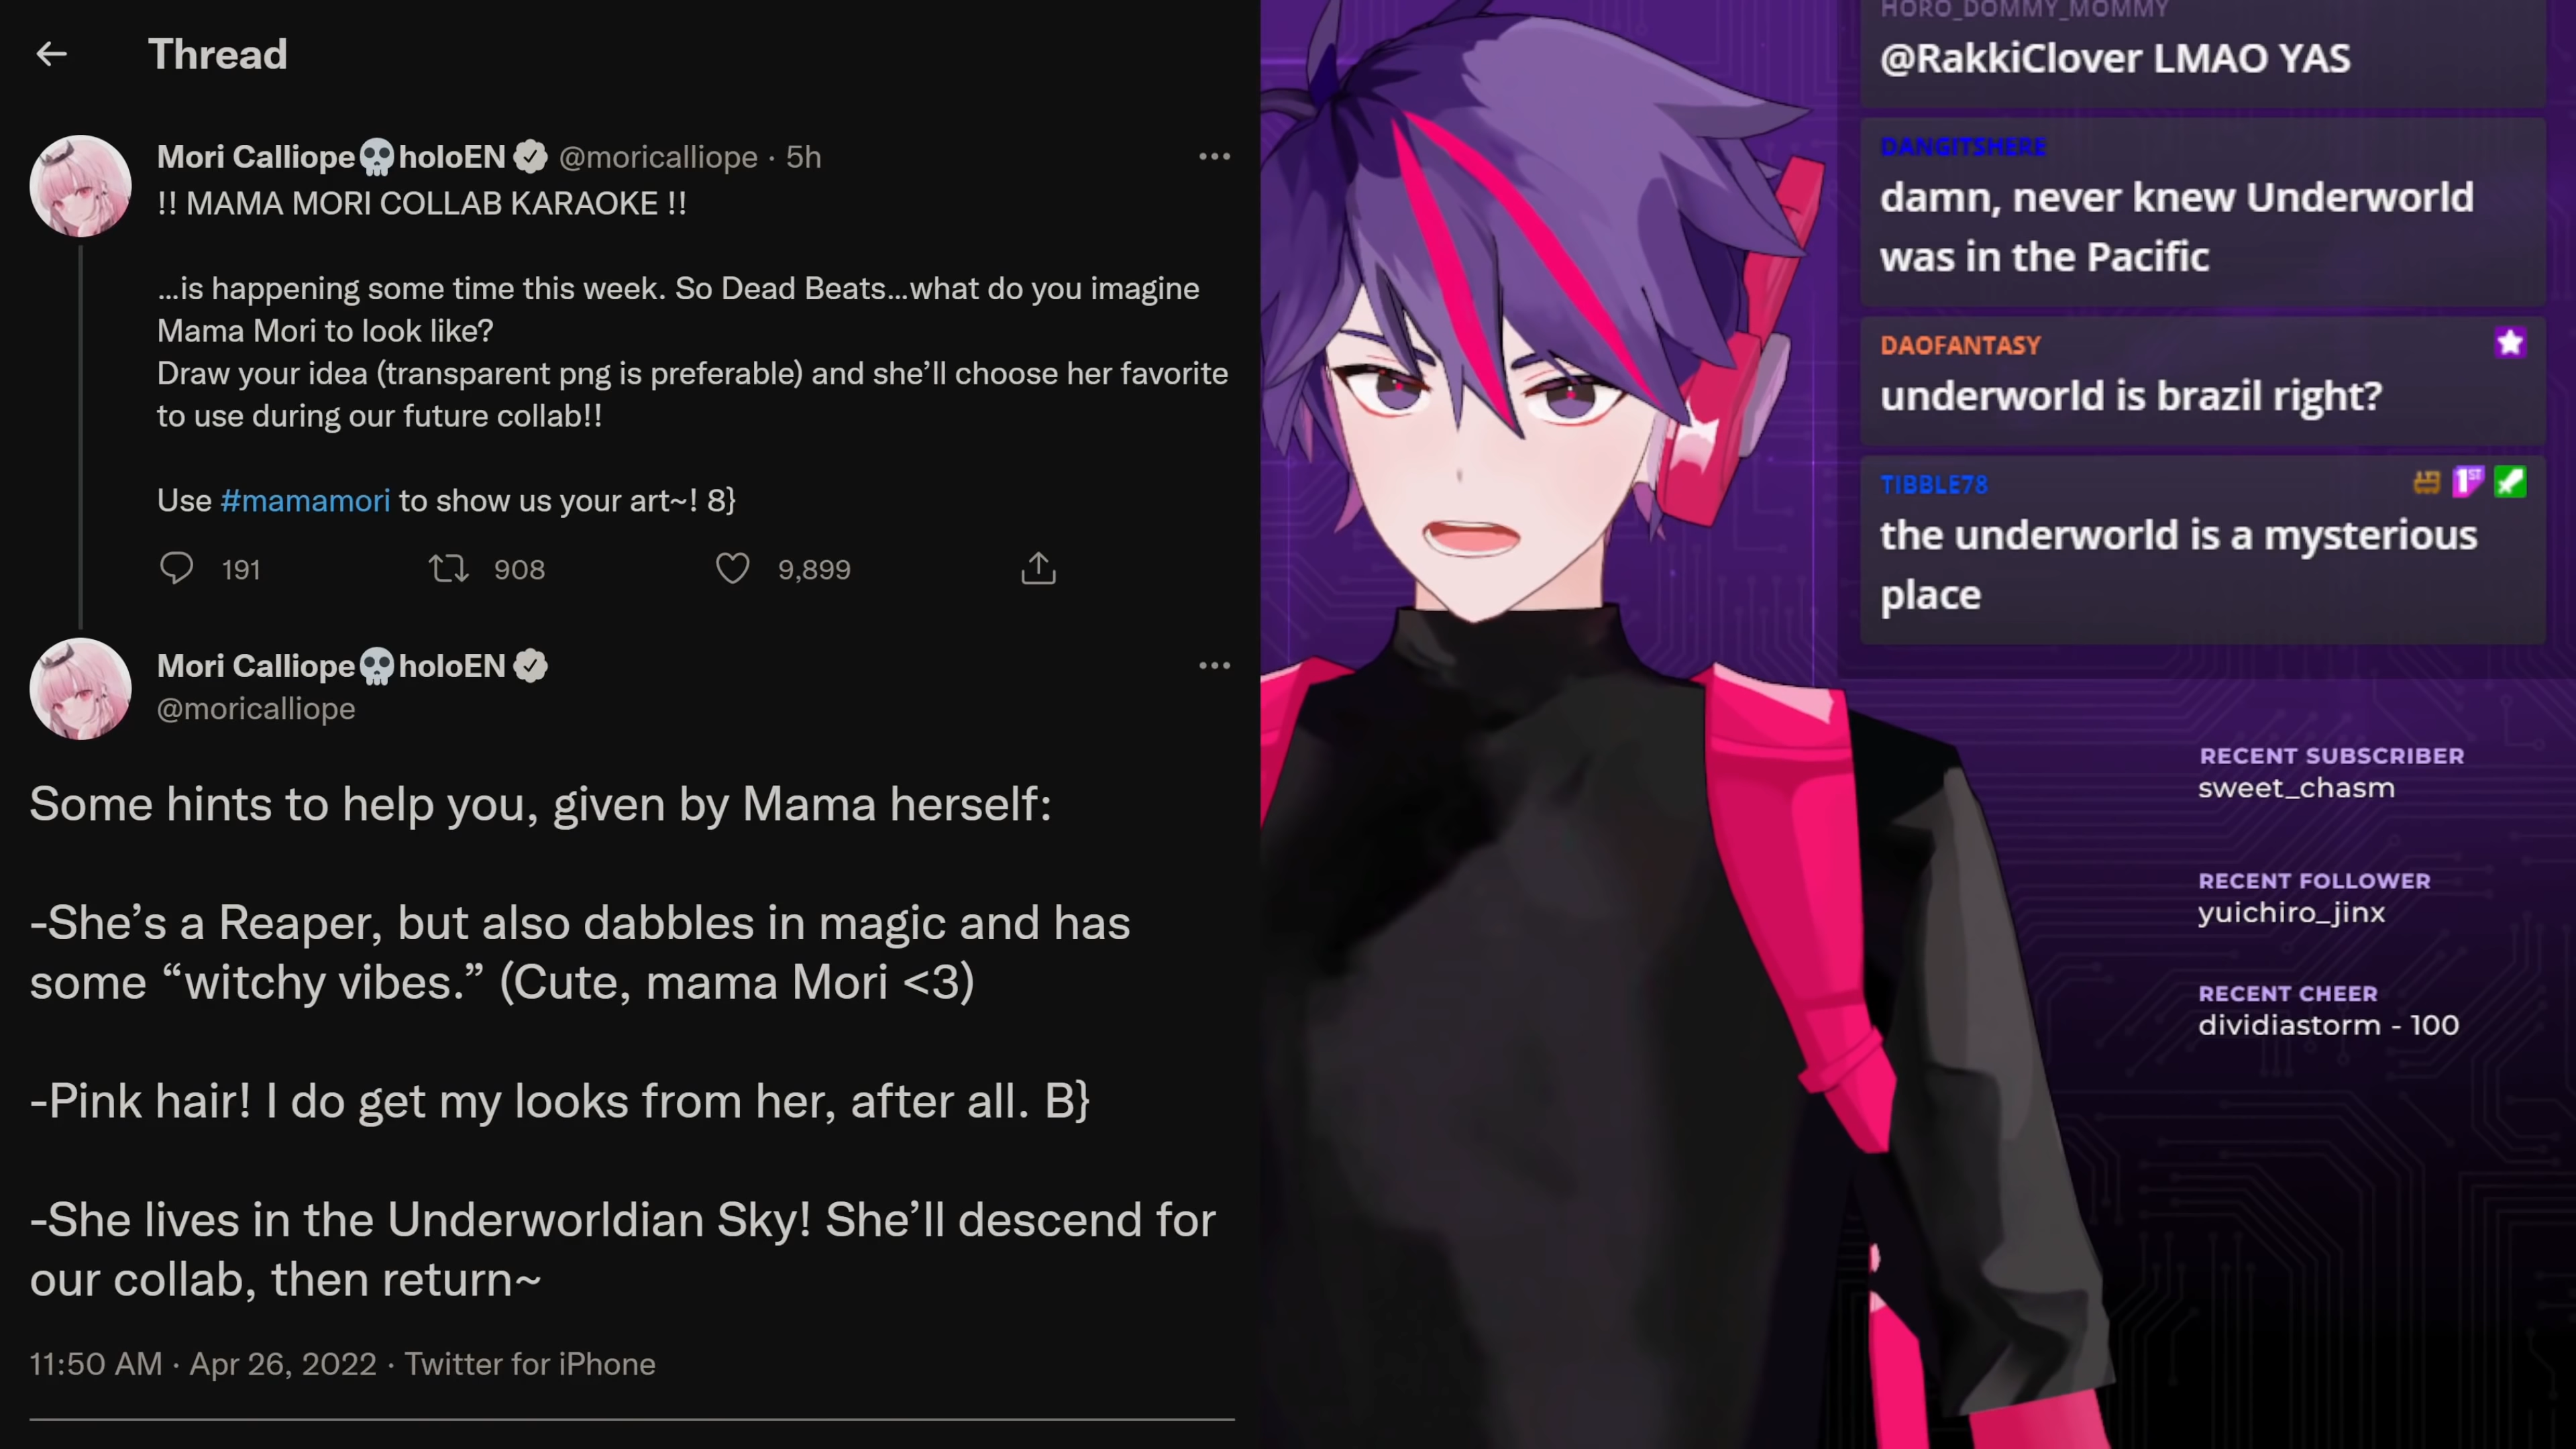 Thread
Mori Calliope💀holoEN @moricalliope · 5h
!! MAMA MORI COLLAB KARAOKE !!
...is happening some time this week. So Dead Beats...what do you imagine
Mama Mori to look like?
Draw your idea (transparent png is preferable) and she’ll choose her favorite
to use during our future collab!!
Use #mamamori to show us your art~! 8}
191 908 9,899
Mori Calliope💀holoEN
@moricalliope
Some hints to help you, given by Mama herself:
-She’s a Reaper, but also dabbles in magic and has
some “witchy vibes.” (Cute, mama Mori <3)
-Pink hair! I do get my looks from her, after all. B}
-She lives in the Underworldian Sky! She’ll descend for
our collab, then return~
11:50 AM · Apr 26, 2022 · Twitter for iPhone
HORO_DOMMY_MOMMY
@RakkiClover LMAO YAS
DANGITSHERE
damn, never knew Underworld
was in the Pacific
DAOFANTASY
underworld is brazil right?
TIBBLE78
1ST
the underworld is a mysterious
place
RECENT SUBSCRIBER
sweet_chasm
RECENT FOLLOWER
yuichiro_jinx
RECENT CHEER
dividiastorm - 100